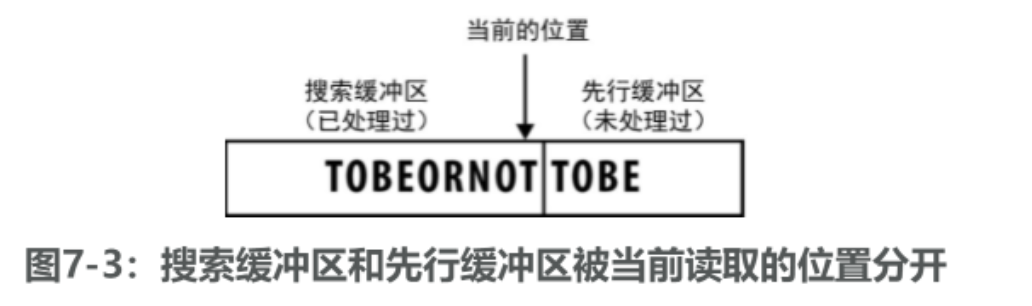 当前的位置
搜索缓冲区
（已处理过）
先行缓冲区
（未处理过）
TOBEORNOT TOBE
图7-3：搜索缓冲区和先行缓冲区被当前读取的位置分开